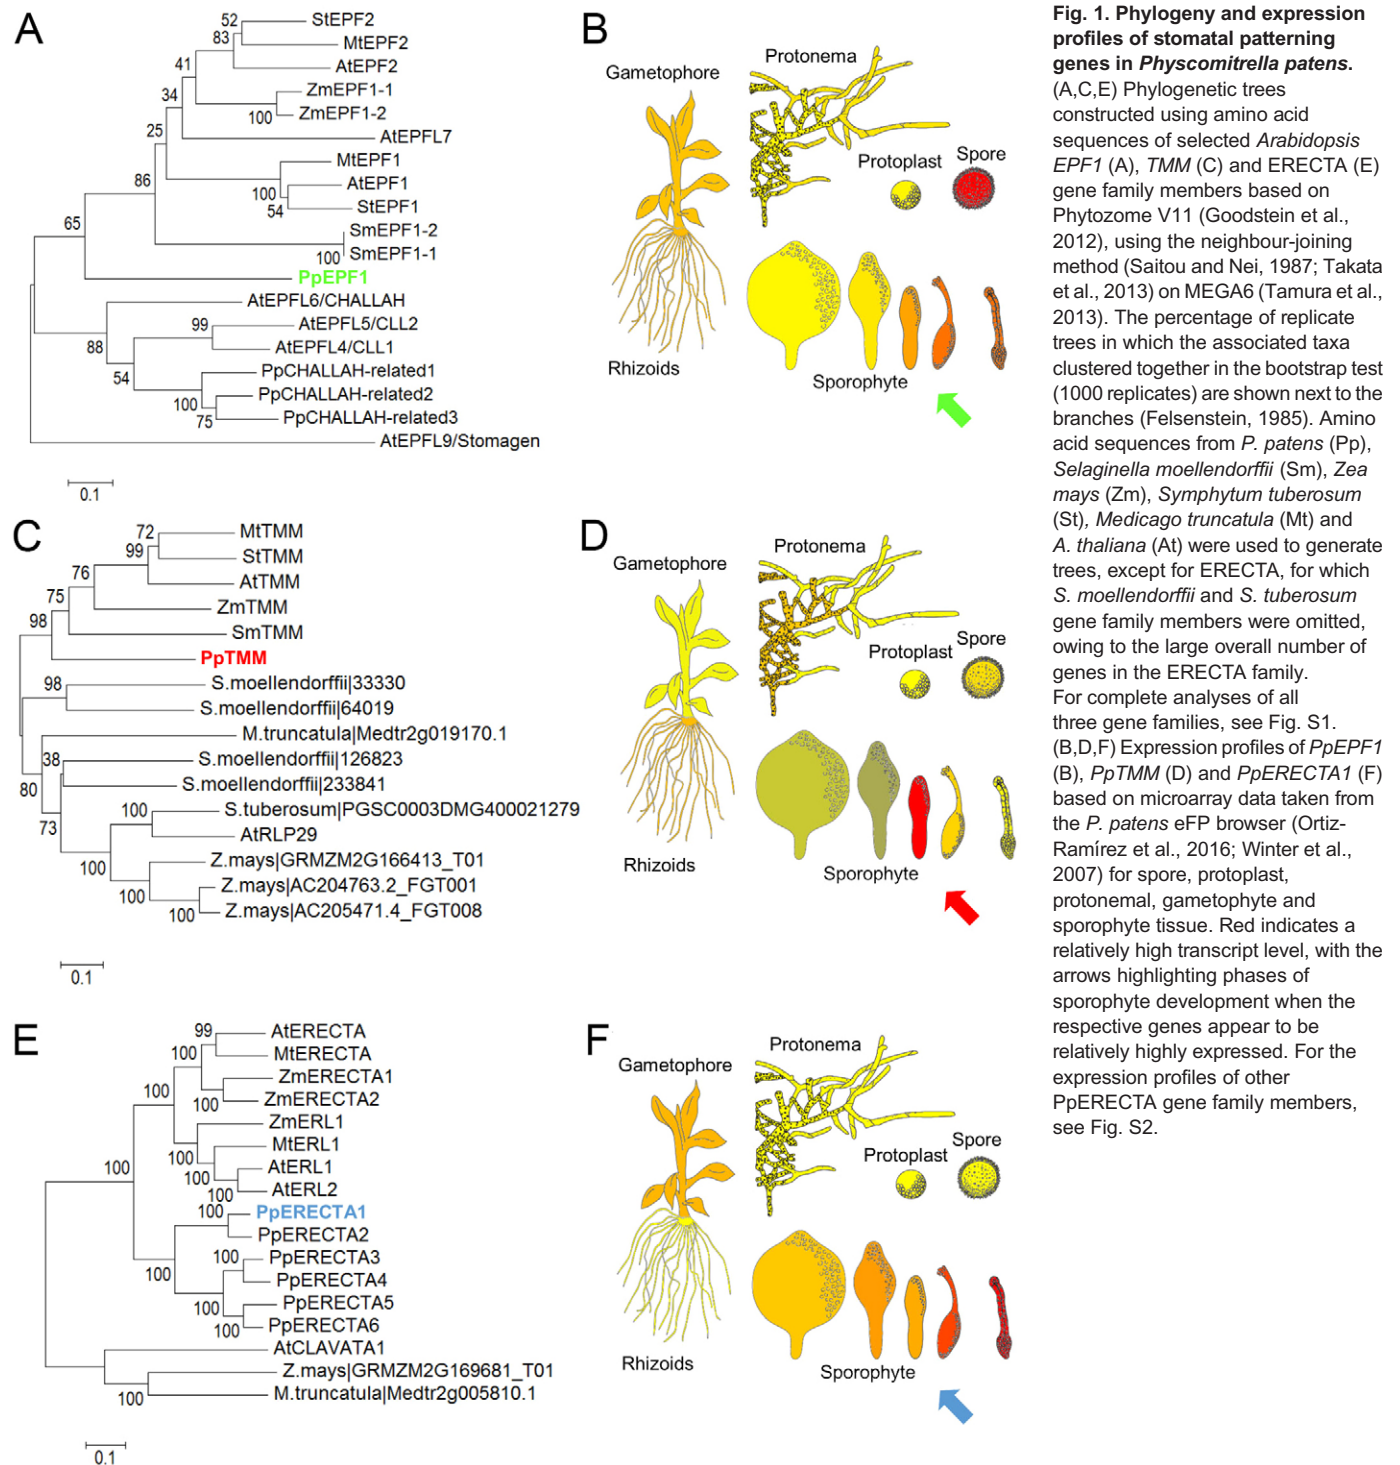 A
52
StEPF2
83
MtEPF2
41
AtEPF2
34
ZmEPF1-1
100
ZmEPF1-2
25
AtEPFL7
86
MtEPF1
100
AtEPF1
54
StEPF1
65
SmEPF1-2
100
SmEPF1-1
PpEPF1
AtEPFL6/CHALLAH
99
AtEPFL5/CLL2
88
AtEPFL4/CLL1
54
PpCHALLAH-related1
100
PpCHALLAH-related2
75
PpCHALLAH-related3
AtEPFL9/Stomagen
0.1
B
Gametophore
Protonema
Protoplast
Spore
Rhizoids
Sporophyte
C
72
MtTMM
99
StTMM
76
AtTMM
75
ZmTMM
98
SmTMM
PpTMM
98
S.moellendorffii|33330
S.moellendorffii|64019
M.truncatula|Medtr2g019170.1
38
S.moellendorffii|126823
80
S.moellendorffii|233841
73
100
S.tuberosum|PGSC0003DMG400021279
AtRLP29
100
Z.mays|GRMZM2G166413_T01
100
Z.mays|AC204763.2_FGT001
100
Z.mays|AC205471.4_FGT008
0.1
D
Gametophore
Protonema
Protoplast
Spore
Rhizoids
Sporophyte
E
99
AtERECTA
100
MtERECTA
ZmERECTA1
100
ZmERECTA2
100
ZmERL1
100
MtERL1
100
AtERL1
100
AtERL2
100
100
PpERECTA1
PpERECTA2
100
100
PpERECTA3
PpERECTA4
100
PpERECTA5
100
PpERECTA6
AtCLAVATA1
Z.mays|GRMZM2G169681_T01
100
M.truncatula|Medtr2g005810.1
0.1
F
Gametophore
Protonema
Protoplast
Spore
Rhizoids
Sporophyte
Fig. 1. Phylogeny and expression
profiles of stomatal patterning
genes in Physcomitrella patens.
(A,C,E) Phylogenetic trees
constructed using amino acid
sequences of selected Arabidopsis
EPF1 (A), TMM (C) and ERECTA (E)
gene family members based on
Phytozome V11 (Goodstein et al.,
2012), using the neighbour-joining
method (Saitou and Nei, 1987; Takata
et al., 2013) on MEGA6 (Tamura et al.,
2013). The percentage of replicate
trees in which the associated taxa
clustered together in the bootstrap test
(1000 replicates) are shown next to the
branches (Felsenstein, 1985). Amino
acid sequences from P. patens (Pp),
Selaginella moellendorffii (Sm), Zea
mays (Zm), Symphytum tuberosum
(St), Medicago truncatula (Mt) and
A. thaliana (At) were used to generate
trees, except for ERECTA, for which
S. moellendorffii and S. tuberosum
gene family members were omitted,
owing to the large overall number of
genes in the ERECTA family.
For complete analyses of all
three gene families, see Fig. S1.
(B,D,F) Expression profiles of PpEPF1
(B), PpTMM (D) and PpERECTA1 (F)
based on microarray data taken from
the P. patens eFP browser (Ortiz-
Ramírez et al., 2016; Winter et al.,
2007) for spore, protoplast,
protonemal, gametophyte and
sporophyte tissue. Red indicates a
relatively high transcript level, with the
arrows highlighting phases of
sporophyte development when the
respective genes appear to be
relatively highly expressed. For the
expression profiles of other
PpERECTA gene family members,
see Fig. S2.